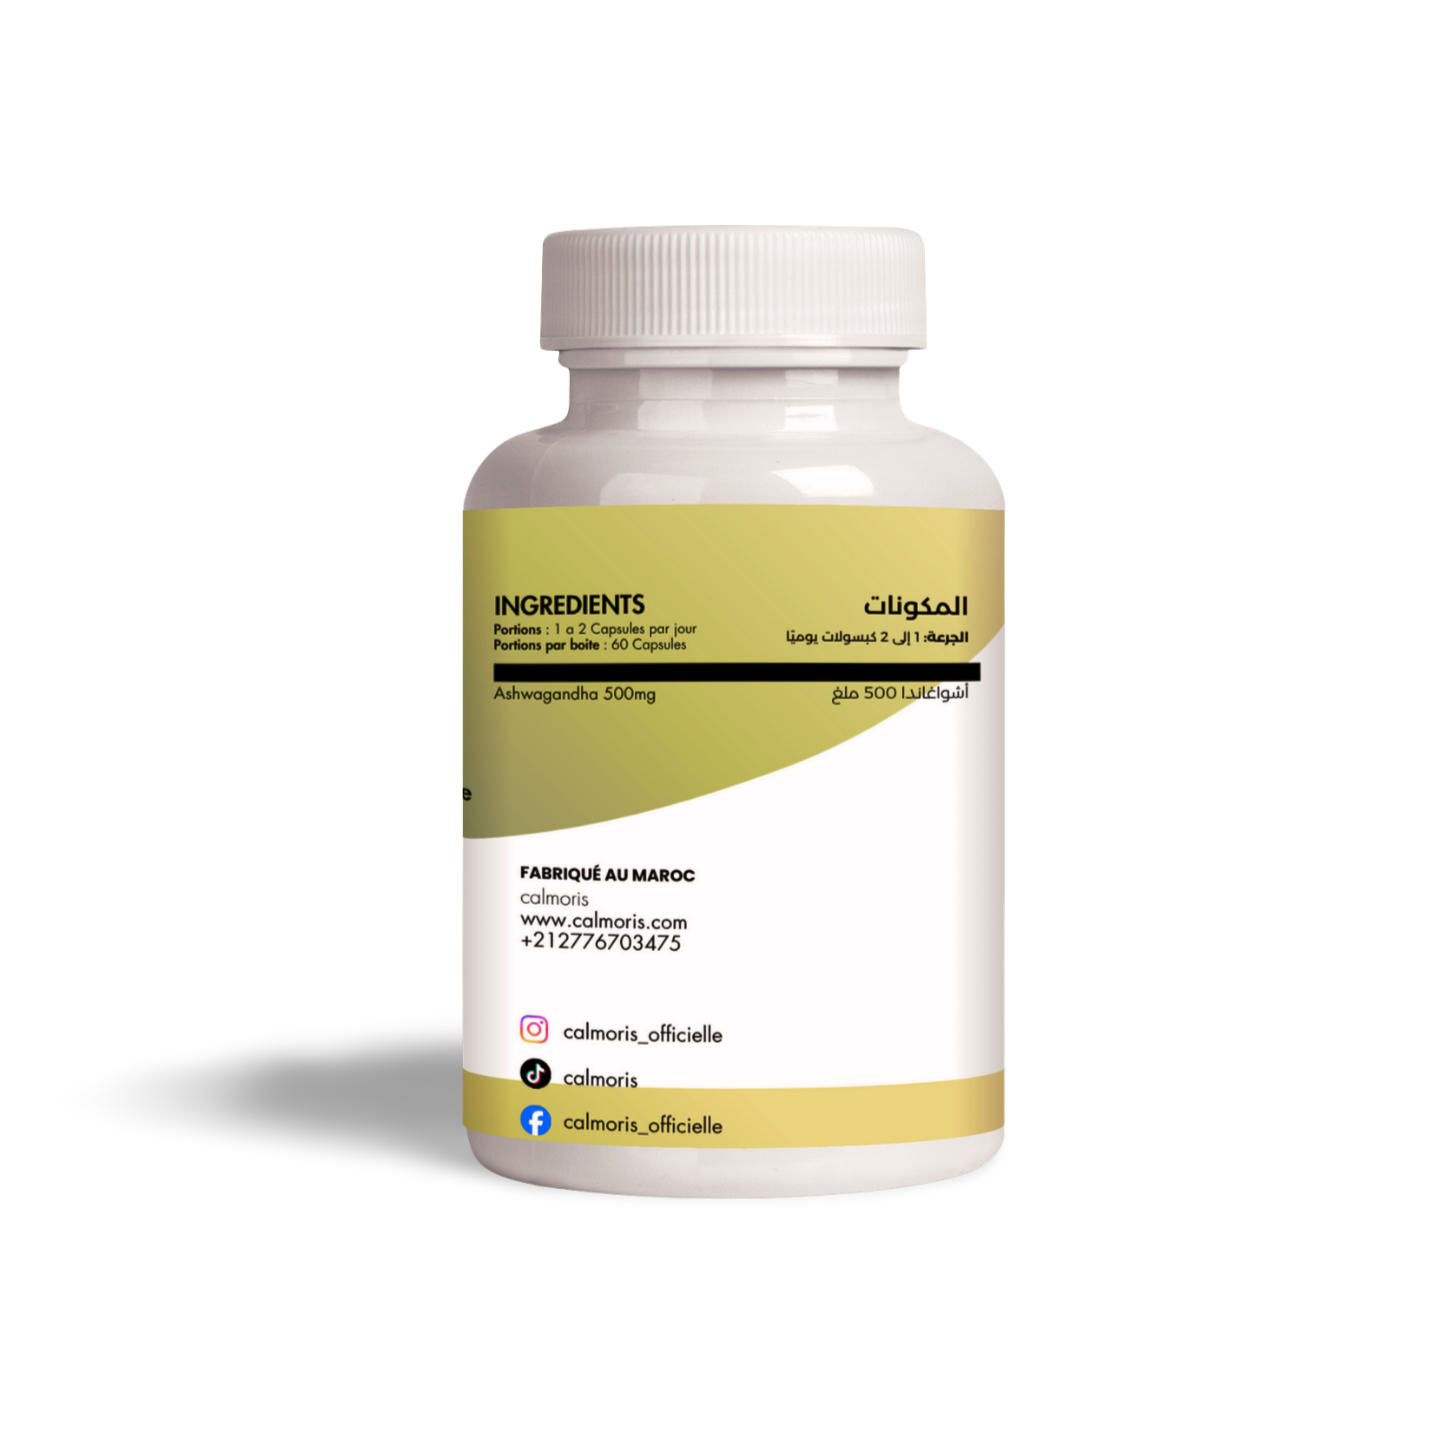 INGREDIENTS
Portions : 1 a 2 Capsules par jour
Portions par boite : 60 Capsules
Ashwagandha 500mg
المكونات
الجرعة: 1 إلى 2 كبسولات يوميًا
أشواغاندا 500 ملغ
e
FABRIQUÉ AU MAROC
calmoris
www.calmoris.com
+212776703475
calmoris_officielle
calmoris
calmoris_officielle